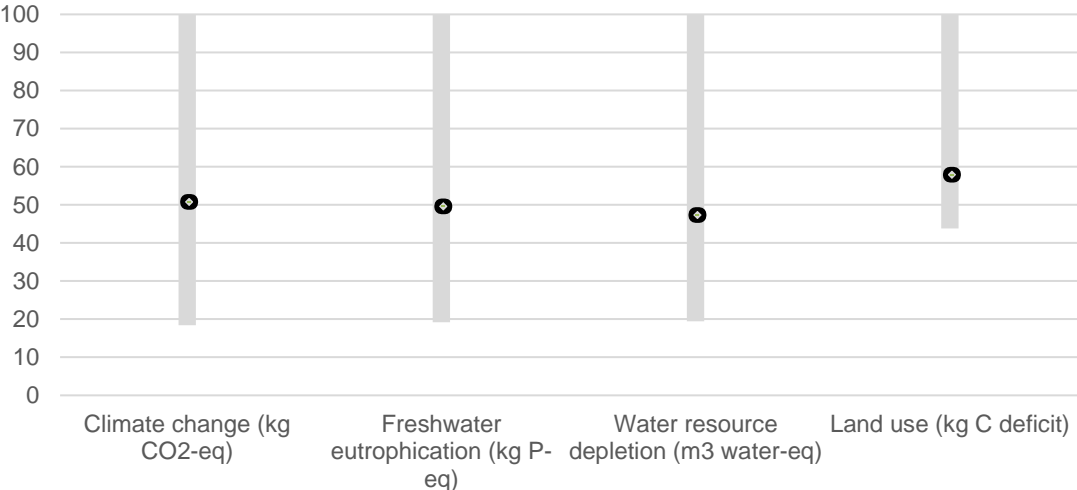 100
90
80
70
60
50
40
30
20
10
0
Climate change (kg
CO2-eq)
Freshwater
eutrophication (kg P-
eq)
Water resource
depletion (m3 water-eq)
Land use (kg C deficit)